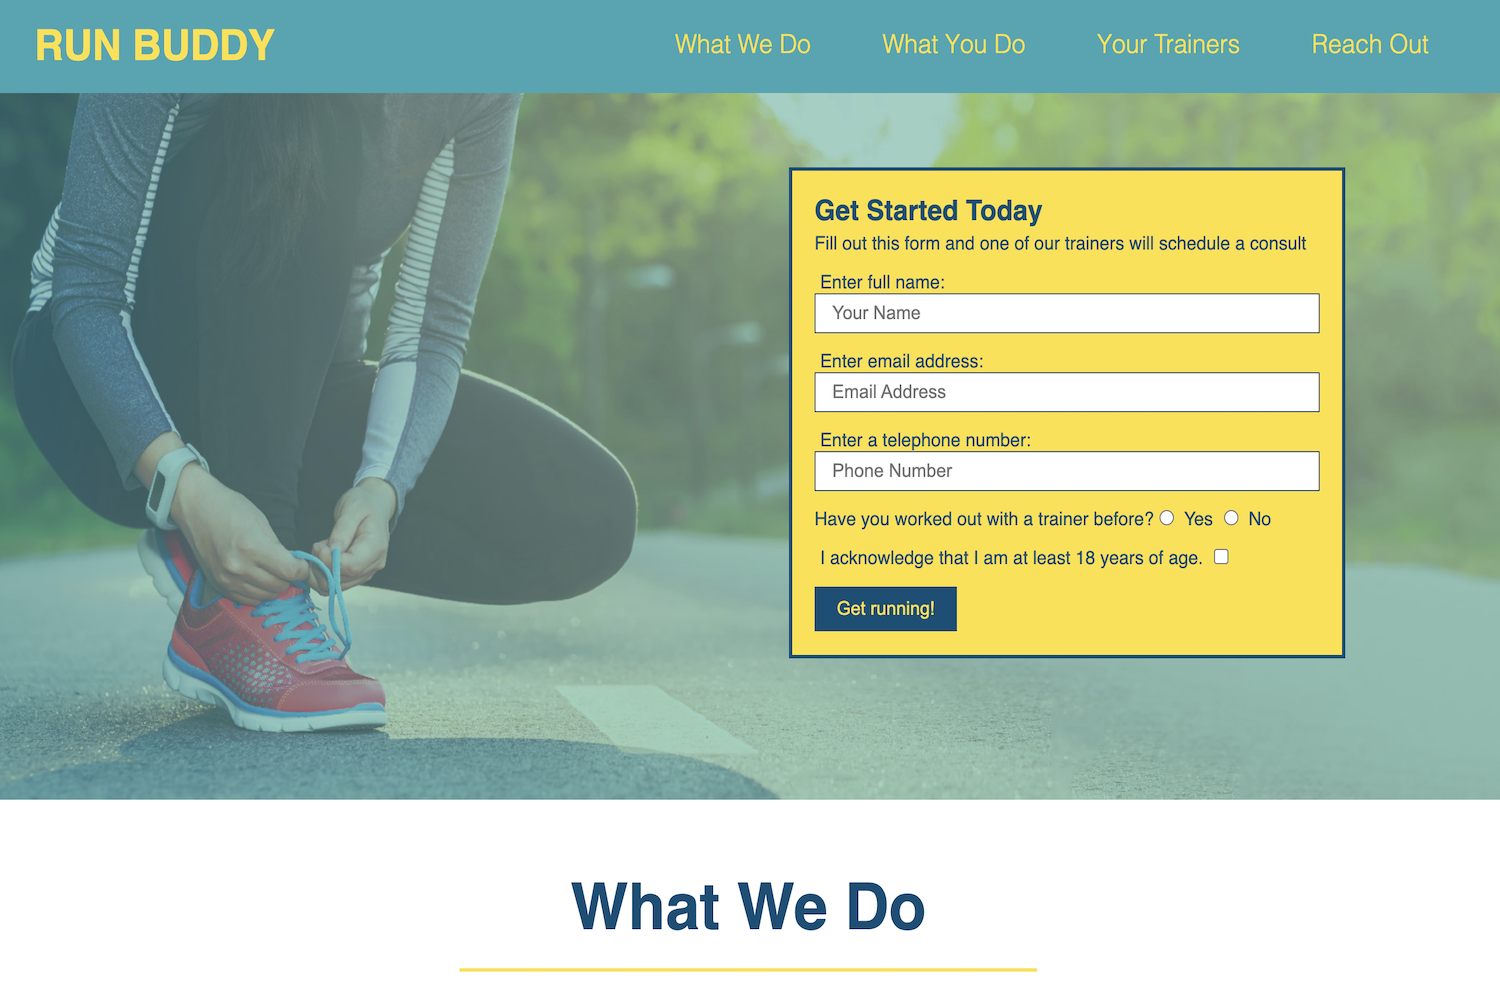 RUN BUDDY
What We Do
What You Do
Your Trainers
Reach Out
Get Started Today
Fill out this form and one of our trainers will schedule a consult
Enter full name:
Your Name
Enter email address:
Email Address
Enter a telephone number:
Phone Number
Have you worked out with a trainer before? Yes No
I acknowledge that I am at least 18 years of age.
Get running!
What We Do